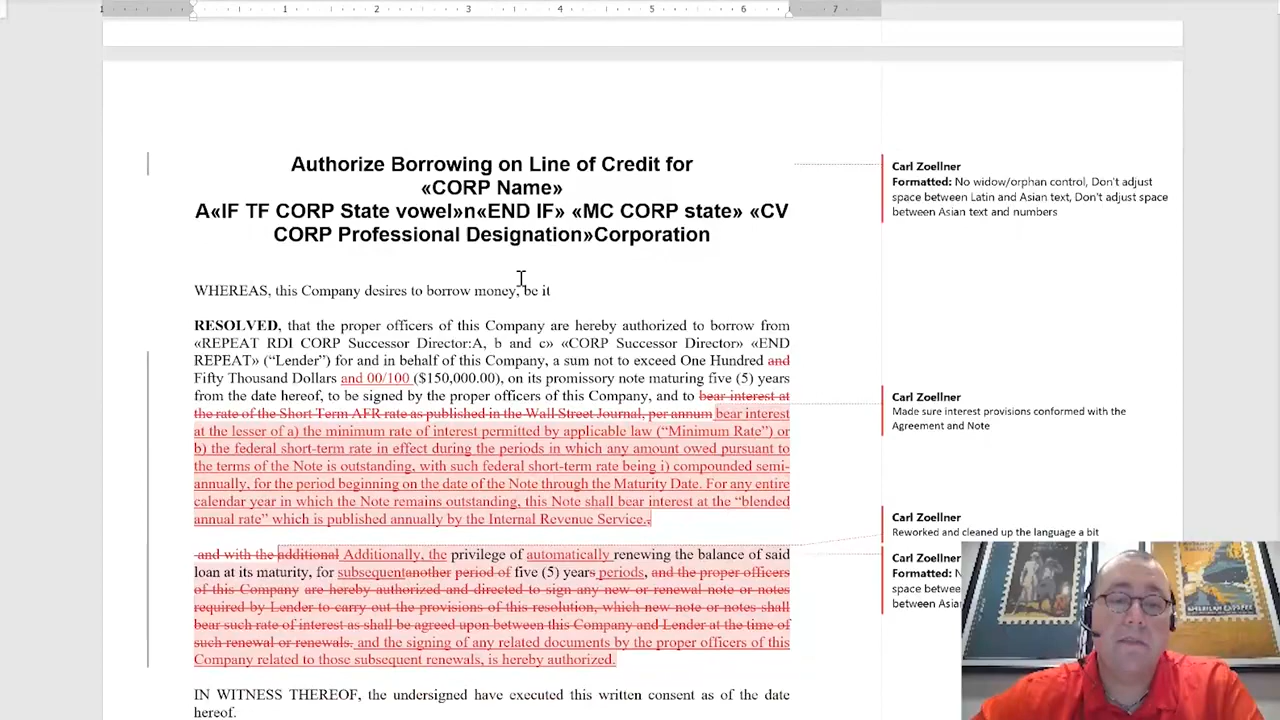 1 1 2 3 4 5 6 7
Authorize Borrowing on Line of Credit for
«CORP Name»
A«IF TF CORP State vowel»n«END IF» «MC CORP state» «CV
CORP Professional Designation»Corporation
WHEREAS, this Company desires to borrow money, be it
RESOLVED, that the proper officers of this Company are hereby authorized to borrow from
«REPEAT RDI CORP Successor Director:A, b and c» «CORP Successor Director» «END
REPEAT» (“Lender”) for and in behalf of this Company, a sum not to exceed One Hundred and
Fifty Thousand Dollars and 00/100 ($150,000.00), on its promissory note maturing five (5) years
from the date hereof, to be signed by the proper officers of this Company, and to bear interest at
the rate of the Short Term AFR rate as published in the Wall Street Journal, per annum bear interest
at the lesser of a) the minimum rate of interest permitted by applicable law (“Minimum Rate”) or
b) the federal short-term rate in effect during the periods in which any amount owed pursuant to
the terms of the Note is outstanding, with such federal short-term rate being i) compounded semi-
annually, for the period beginning on the date of the Note through the Maturity Date. For any entire
calendar year in which the Note remains outstanding, this Note shall bear interest at the “blended
annual rate” which is published annually by the Internal Revenue Service.,
and with the additional Additionally, the privilege of automatically renewing the balance of said
loan at its maturity, for subsequentanother period of five (5) years periods, and the proper officers
of this Company are hereby authorized and directed to sign any new or renewal note or notes
required by Lender to carry out the provisions of this resolution, which new note or notes shall
bear such rate of interest as shall be agreed upon between this Company and Lender at the time of
such renewal or renewals. and the signing of any related documents by the proper officers of this
Company related to those subsequent renewals, is hereby authorized.
IN WITNESS THEREOF, the undersigned have executed this written consent as of the date
hereof.
Carl Zoellner
Formatted: No widow/orphan control, Don't adjust
space between Latin and Asian text, Don't adjust space
between Asian text and numbers
Carl Zoellner
Made sure interest provisions conformed with the
Agreement and Note
Carl Zoellner
Reworked and cleaned up the language a bit
Carl Zoellner
Formatted:
space betwe
between Asia